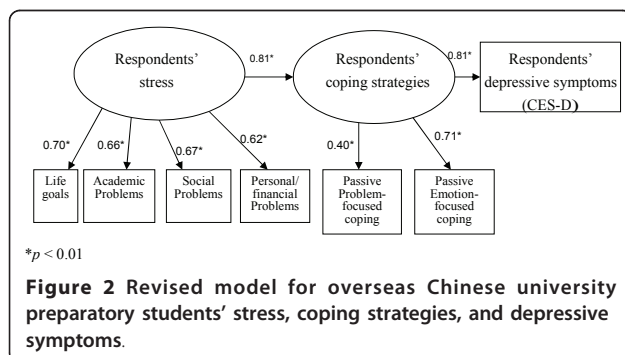 Respondents'
stress
0.81*
Respondents'
coping strategies
0.81*
Respondents'
depressive symptoms
(CES-D)
0.70*
0.66*
0.67*
0.62*
0.40*
0.71*
Life
goals
Academic
Problems
Social
Problems
Personal/
financial
Problems
Passive
Problem-
focused
coping
Passive
Emotion-
focused
coping
*p < 0.01
Figure 2 Revised model for overseas Chinese university
preparatory students' stress, coping strategies, and depressive
symptoms.